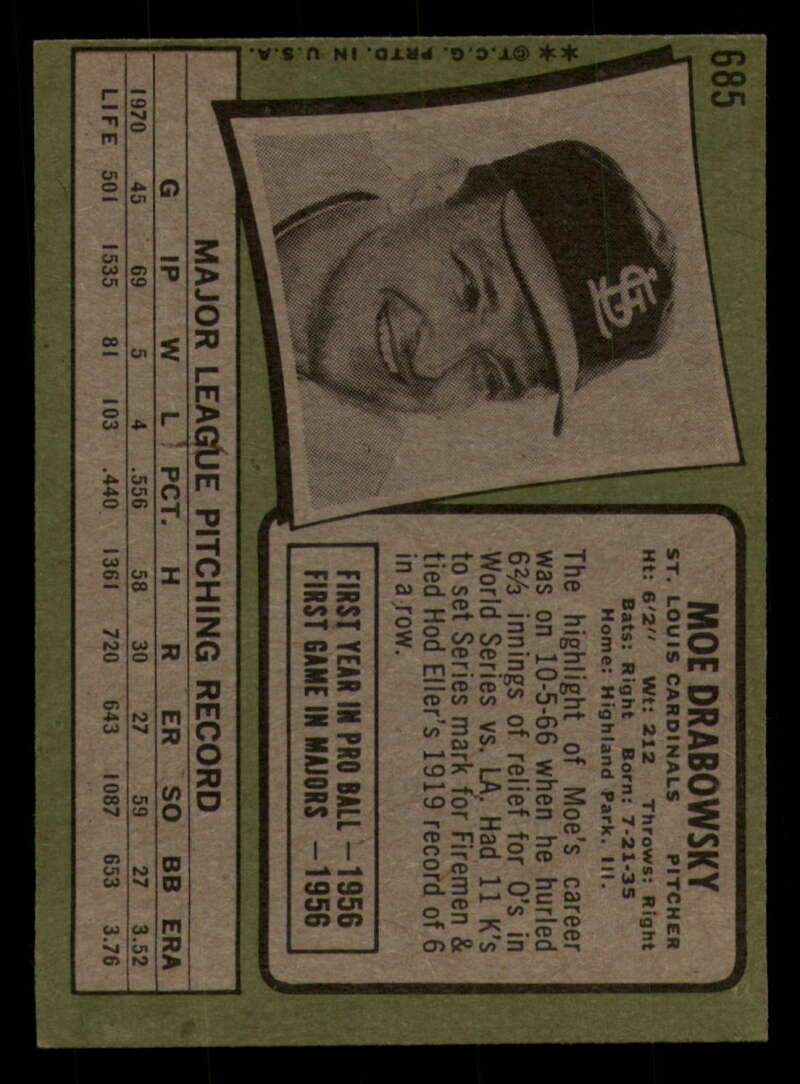 685
**©T.C.G. PRTD. IN U.S.A.
StL
MOE DRABOWSKY
ST. LOUIS CARDINALS PITCHER
Ht: 6'2" Wt: 212 Throws: Right
Bats: Right Born: 7-21-35
Home: Highland Park, Ill.
The highlight of Moe's career
was on 10-5-66 when he hurled
6⅔ innings of relief for O's in
World Series vs. LA. Had 11 K's
to set Series mark for Firemen &
tied Hod Eller's 1919 record of 6
in a row.
FIRST YEAR IN PRO BALL — 1956
FIRST GAME IN MAJORS — 1956
MAJOR LEAGUE PITCHING RECORD
G IP W L PCT. H R ER SO BB ERA
1970 45 69 5 4 .556 58 30 27 59 27 3.52
LIFE 501 1535 81 103 .440 1361 720 643 1087 653 3.76